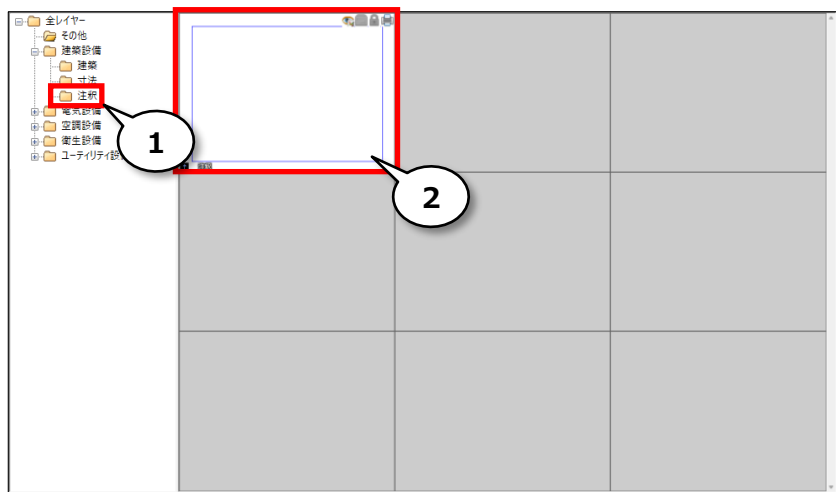 全レイヤー
その他
建築設備
建築
寸法
注釈
電気設備
空調設備
衛生設備
ユーティリティ設
1
2